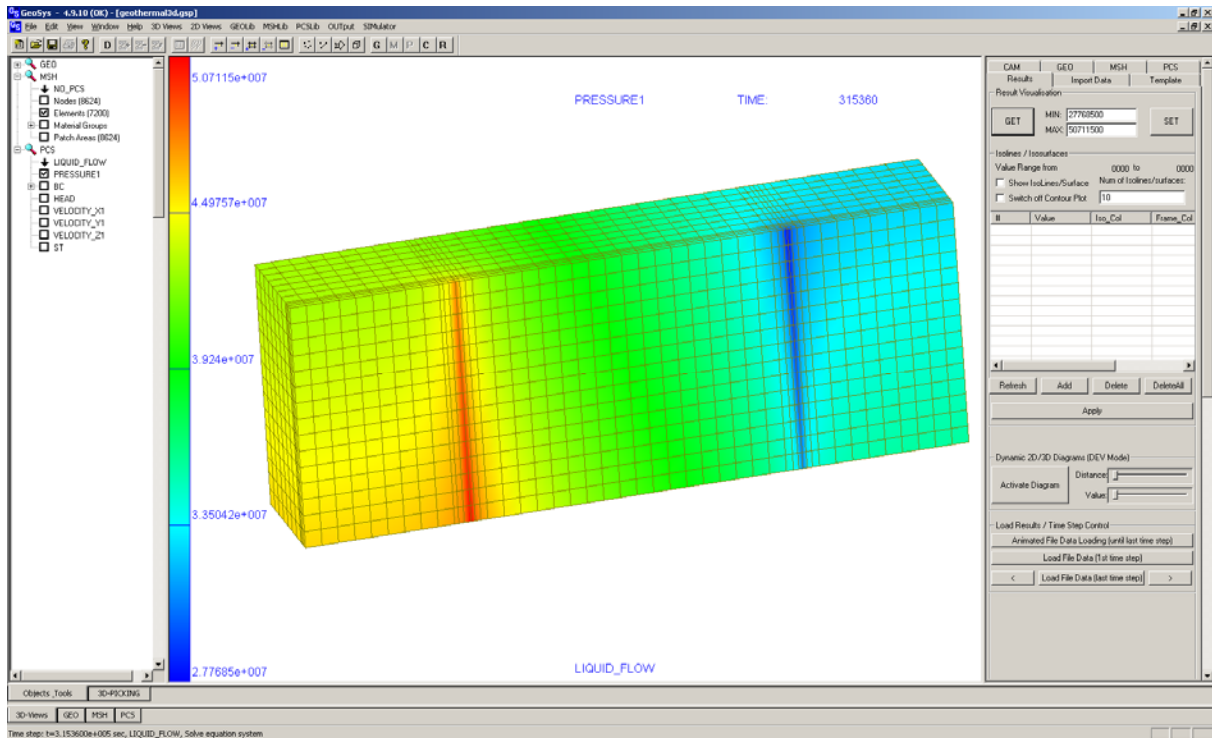 GeoSys - 4.9.10 (OK) - [geothermal3d.gsp]
File Edit View Window Help 3D Views 2D Views GEOLib MSHLib PCSLib OUTput SIMulator
D G M P C R
GEO
MSH
NO_PCS
Nodes (8624)
Elements (7200)
Material Groups
Patch Areas (8624)
PCS
LIQUID_FLOW
PRESSURE1
BC
HEAD
VELOCITY_X1
VELOCITY_Y1
VELOCITY_Z1
ST
5.07115e+007
4.49757e+007
3.924e+007
3.35042e+007
2.77685e+007
PRESSURE1 TIME: 315360
LIQUID_FLOW
CAM GEO MSH PCS
Results Import Data Template
Result Visualisation
GET MIN: 27768500 SET
MAX: 50711500
Isolines / Isosurfaces
Value Range from 0000 to 0000
Show IsoLines/Surface Num of Isolines/surfaces:
Switch off Contour Plot 10
# Value Iso_Col Frame_Col
Refresh Add Delete DeleteAll
Apply
Dynamic 2D/3D Diagrams (DEV Mode)
Activate Diagram Distance:
Value:
Load Results / Time Step Control
Animated File Data Loading (until last time step)
Load File Data (1st time step)
< Load File Data (last time step) >
Objects_Tools 3D-PICKING
3D-Views GEO MSH PCS
Time step: t=3.153600e+005 sec, LIQUID_FLOW, Solve equation system